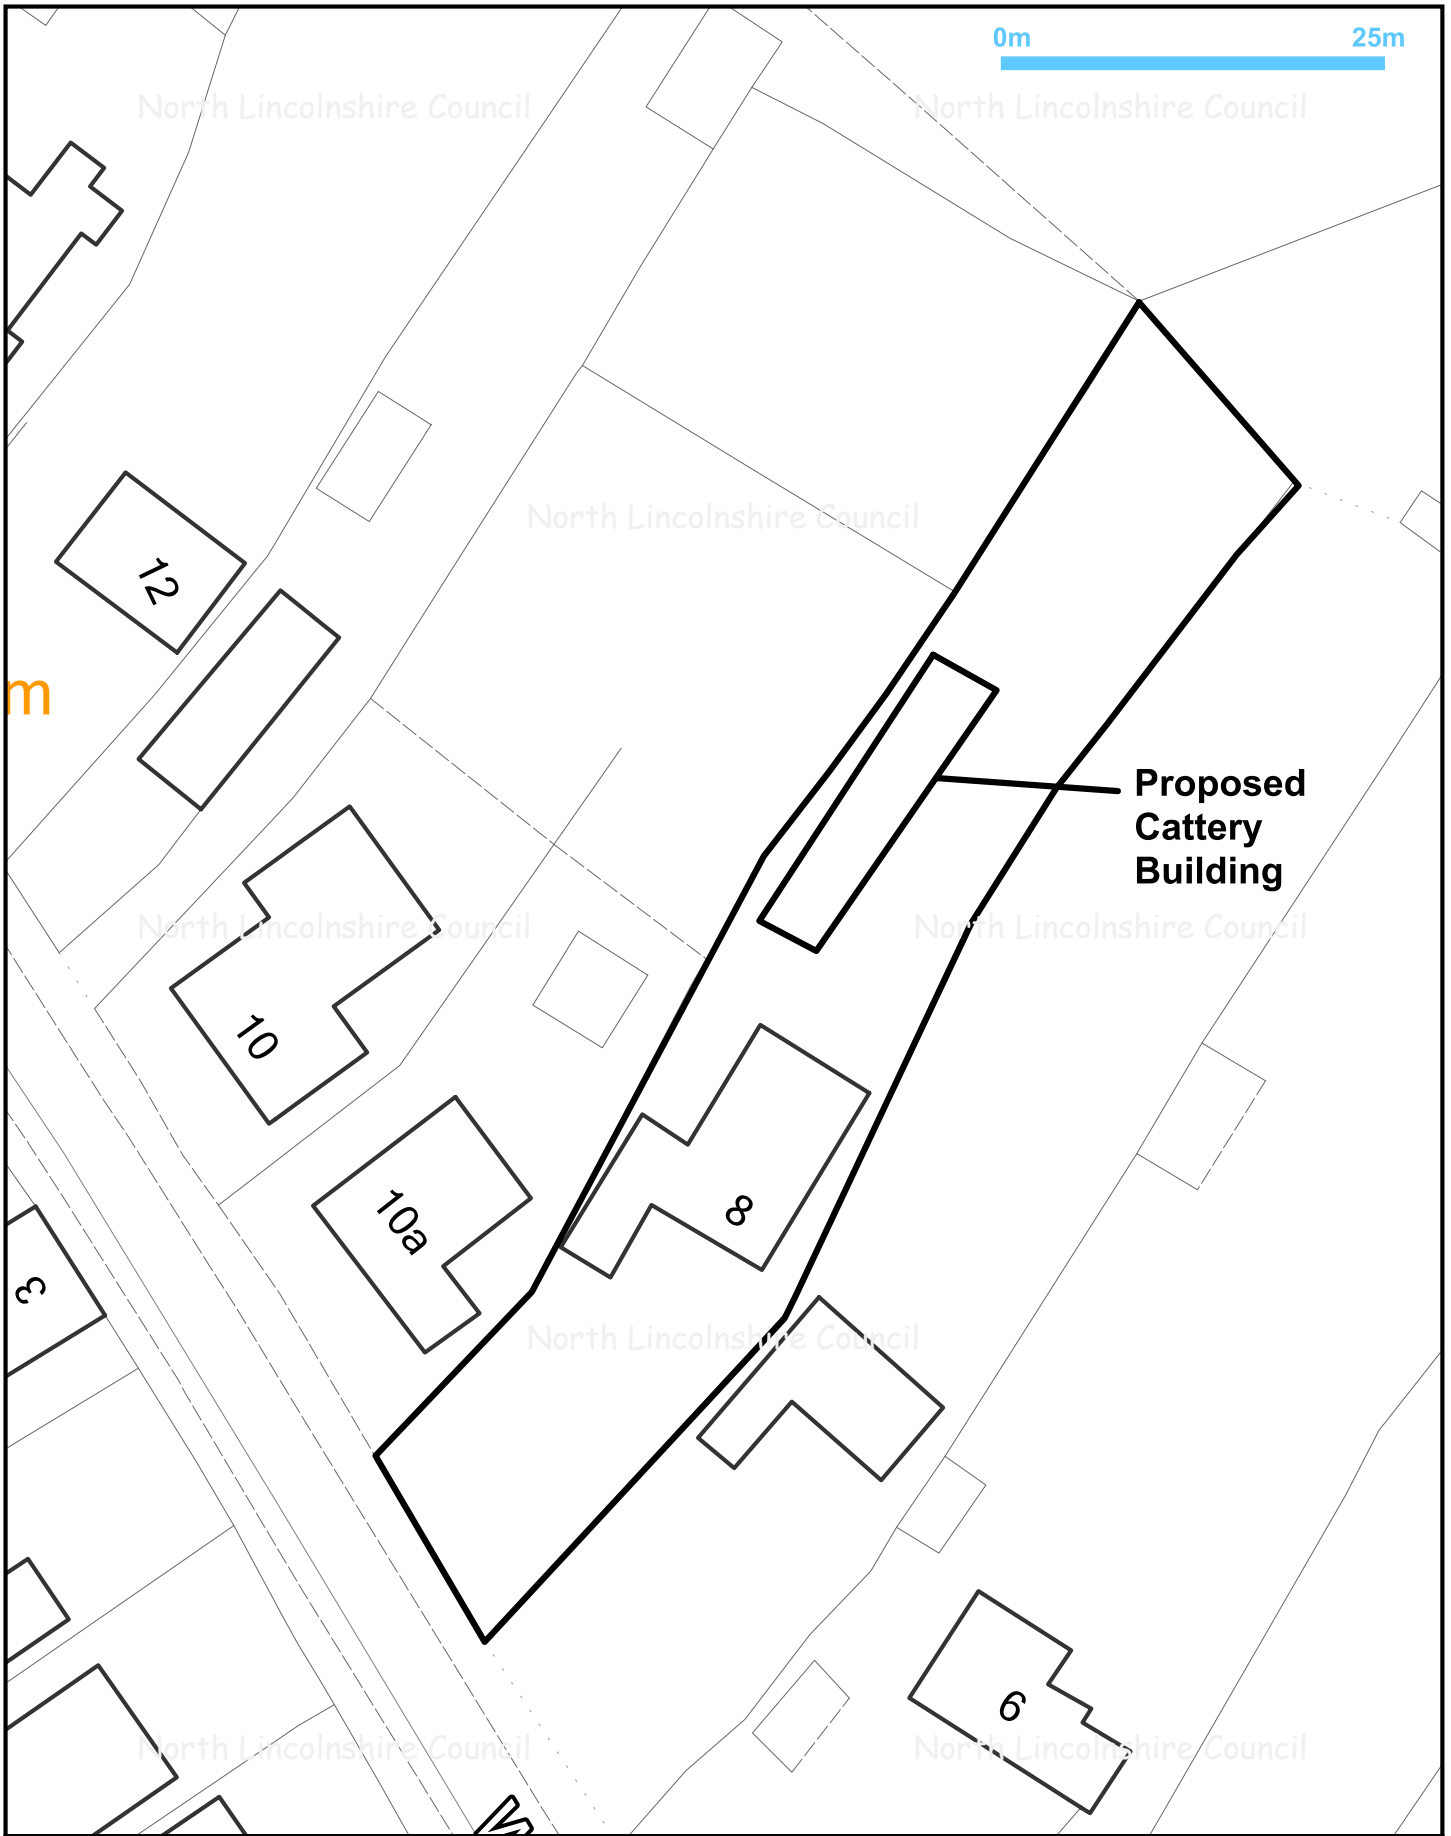 0m 25m
North Lincolnshire Council North Lincolnshire Council
North Lincolnshire Council
12
m
Proposed
Cattery
Building
North Lincolnshire Council North Lincolnshire Council
10
10a
8
3
North Lincolnshire Council
6
North Lincolnshire Council North Lincolnshire Council
W